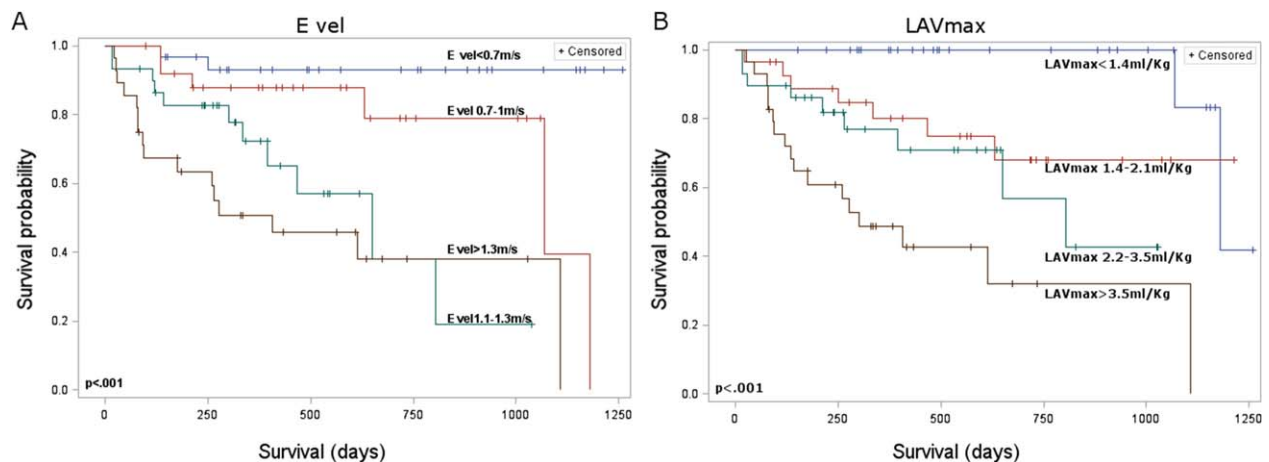 A
E vel
+ Censored
1.0
0.8
0.6
0.4
0.2
0.0
Survival probability
E vel<0.7m/s
E vel 0.7-1m/s
E vel>1.3m/s
E vel1.1-1.3m/s
p<.001
0 250 500 750 1000 1250
Survival (days)
B
LAVmax
+ Censored
1.0
0.8
0.6
0.4
0.2
0.0
Survival probability
LAVmax<1.4ml/Kg
LAVmax 1.4-2.1ml/Kg
LAVmax 2.2-3.5ml/Kg
LAVmax>3.5ml/Kg
p<.001
0 250 500 750 1000 1250
Survival (days)